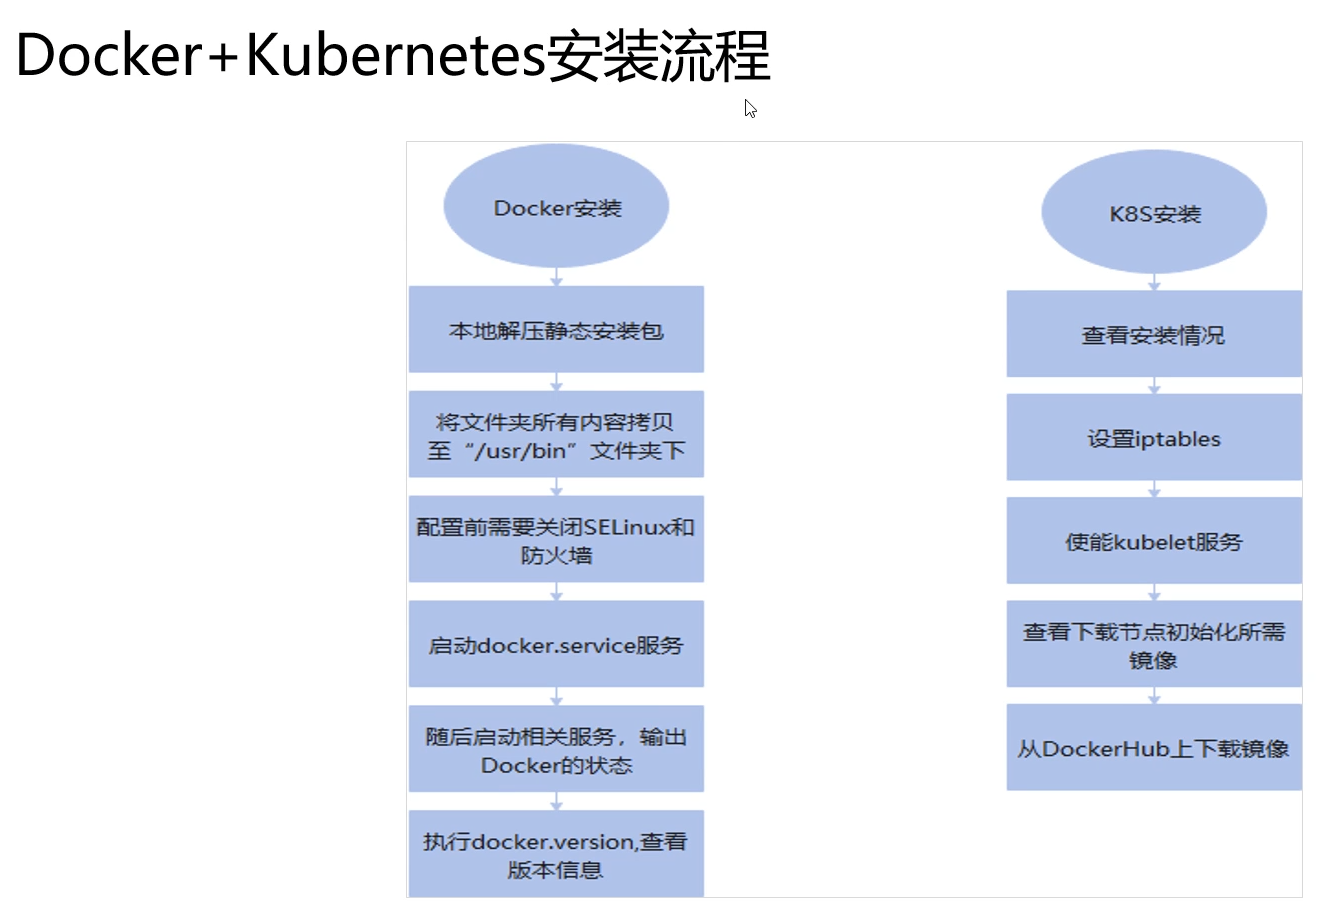 Docker+Kubernetes安装流程
Docker安装
本地解压静态安装包
将文件夹所有内容拷贝
至“/usr/bin”文件夹下
配置前需要关闭SELinux和
防火墙
启动docker.service服务
随后启动相关服务，输出
Docker的状态
执行docker.version,查看
版本信息
K8S安装
查看安装情况
设置iptables
使能kubelet服务
查看下载节点初始化所需
镜像
从DockerHub上下载镜像